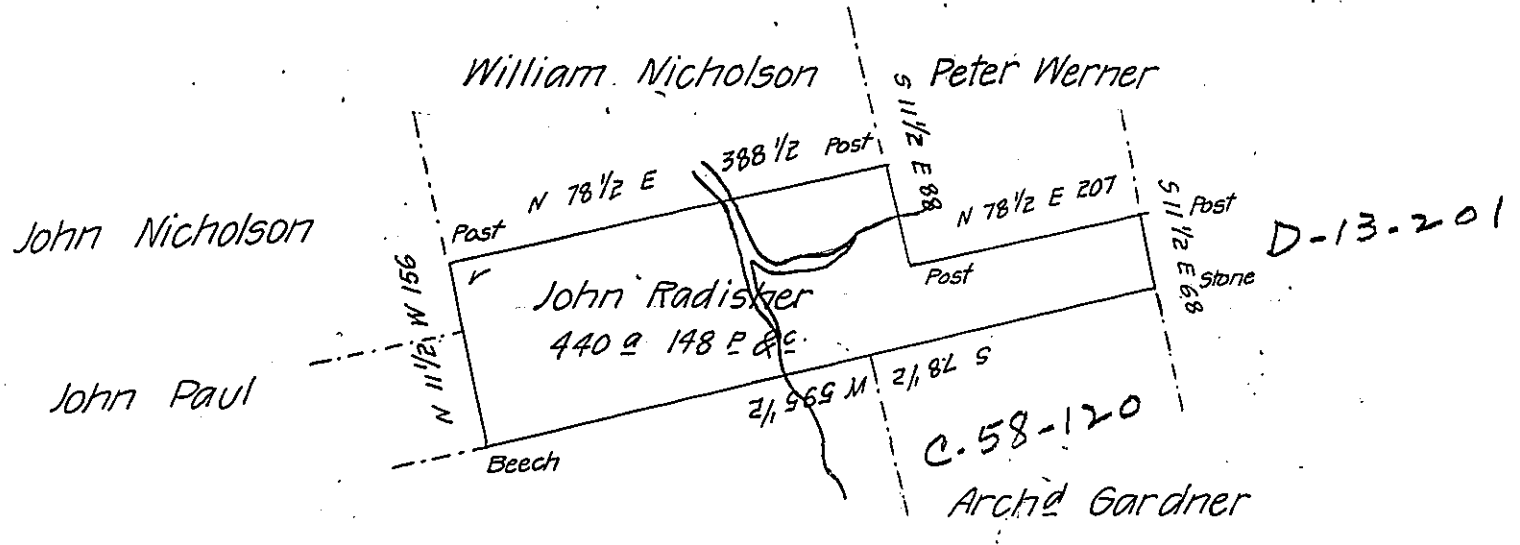 William Nicholson
Peter Werner
S 11 1/2 E 88
388 1/2 Post
N 78 1/2 E
N 78 1/2 E 207
S 11 1/2 E 68
Post
D-13-201
John Nicholson
Post
Post
Stone
N 11 1/2 W 156
John Radisher
440 a 148 P & c.
John Paul
S 78 1/2 W 595 1/2
C.58-120
Beech
Archd Gardner